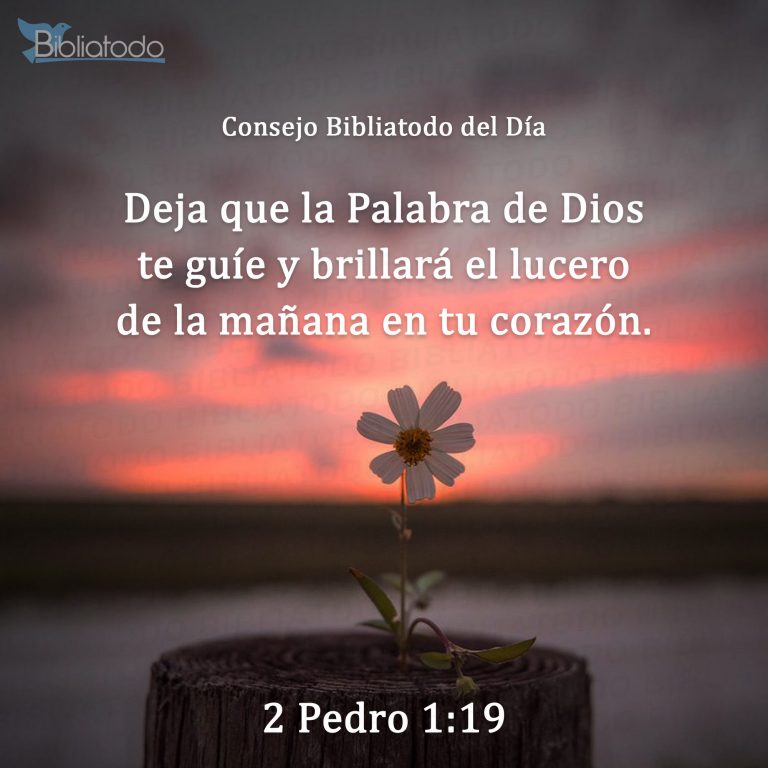 Bibliatodo
Consejo Bibliatodo del Día
Deja que la Palabra de Dios
te guíe y brillará el lucero
de la mañana en tu corazón.
2 Pedro 1:19